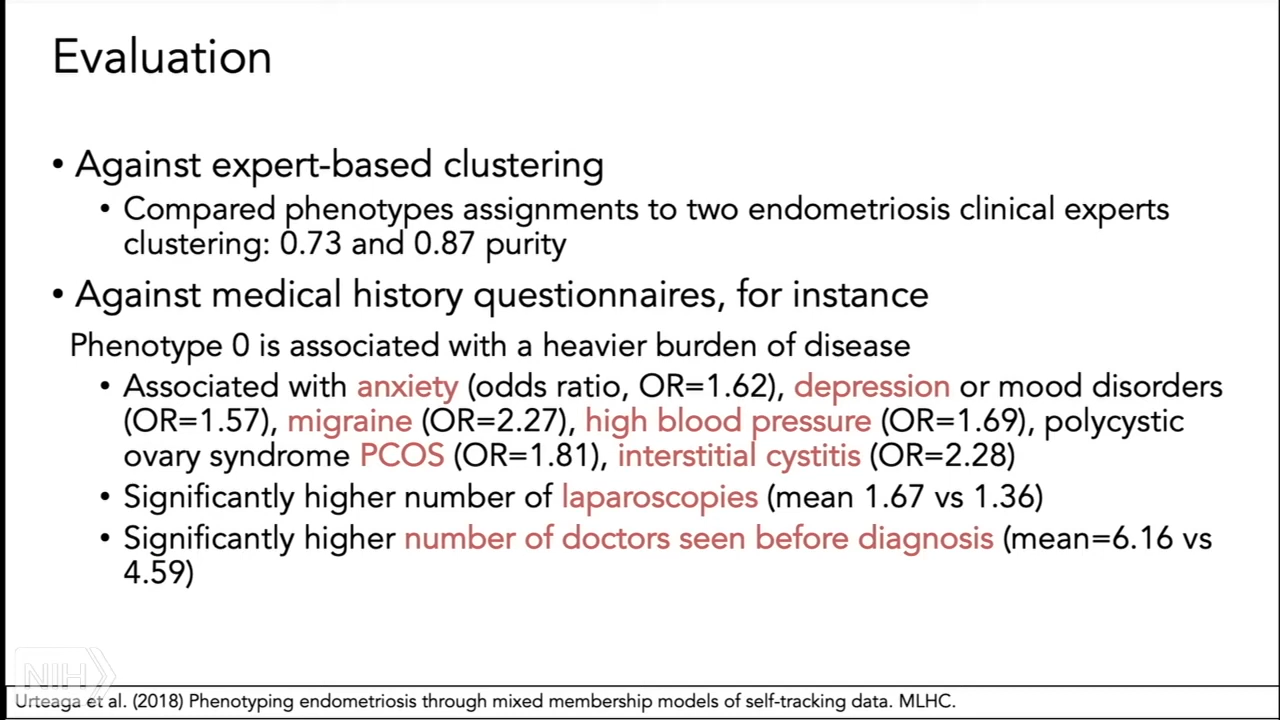 Evaluation
• Against expert-based clustering
• Compared phenotypes assignments to two endometriosis clinical experts
clustering: 0.73 and 0.87 purity
• Against medical history questionnaires, for instance
Phenotype 0 is associated with a heavier burden of disease
• Associated with anxiety (odds ratio, OR=1.62), depression or mood disorders
(OR=1.57), migraine (OR=2.27), high blood pressure (OR=1.69), polycystic
ovary syndrome PCOS (OR=1.81), interstitial cystitis (OR=2.28)
• Significantly higher number of laparoscopies (mean 1.67 vs 1.36)
• Significantly higher number of doctors seen before diagnosis (mean=6.16 vs
4.59)
NIH
Urteaga et al. (2018) Phenotyping endometriosis through mixed membership models of self-tracking data. MLHC.